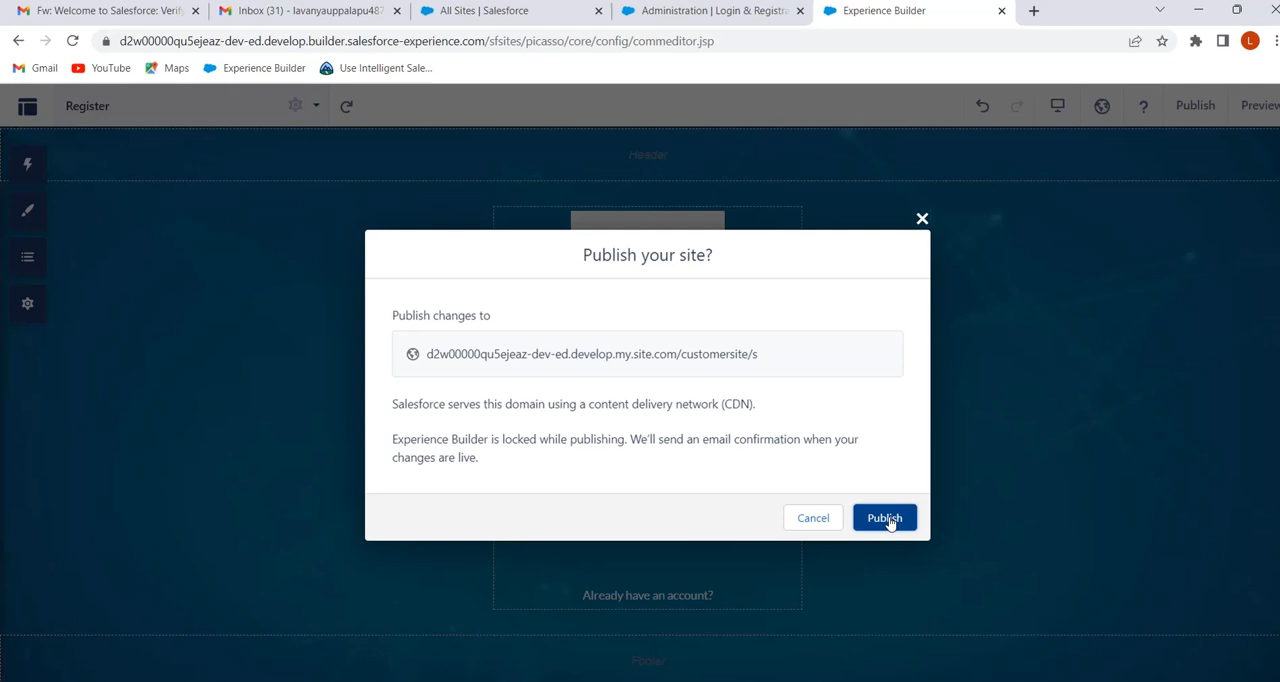 Fw: Welcome to Salesforce: Verify
Inbox (31) - lavanyauppalapu487
All Sites | Salesforce
Administration | Login & Registra
Experience Builder
d2w00000qu5ejeaz-dev-ed.develop.builder.salesforce-experience.com/sfsites/picasso/core/config/commeditor.jsp
L
Gmail
YouTube
Maps
Experience Builder
Use Intelligent Sale...
Register
?
Publish
Preview
Header
Publish your site?
Publish changes to
d2w00000qu5ejeaz-dev-ed.develop.my.site.com/customersite/s
Salesforce serves this domain using a content delivery network (CDN).
Experience Builder is locked while publishing. We'll send an email confirmation when your
changes are live.
Cancel
Publish
Already have an account?
Footer